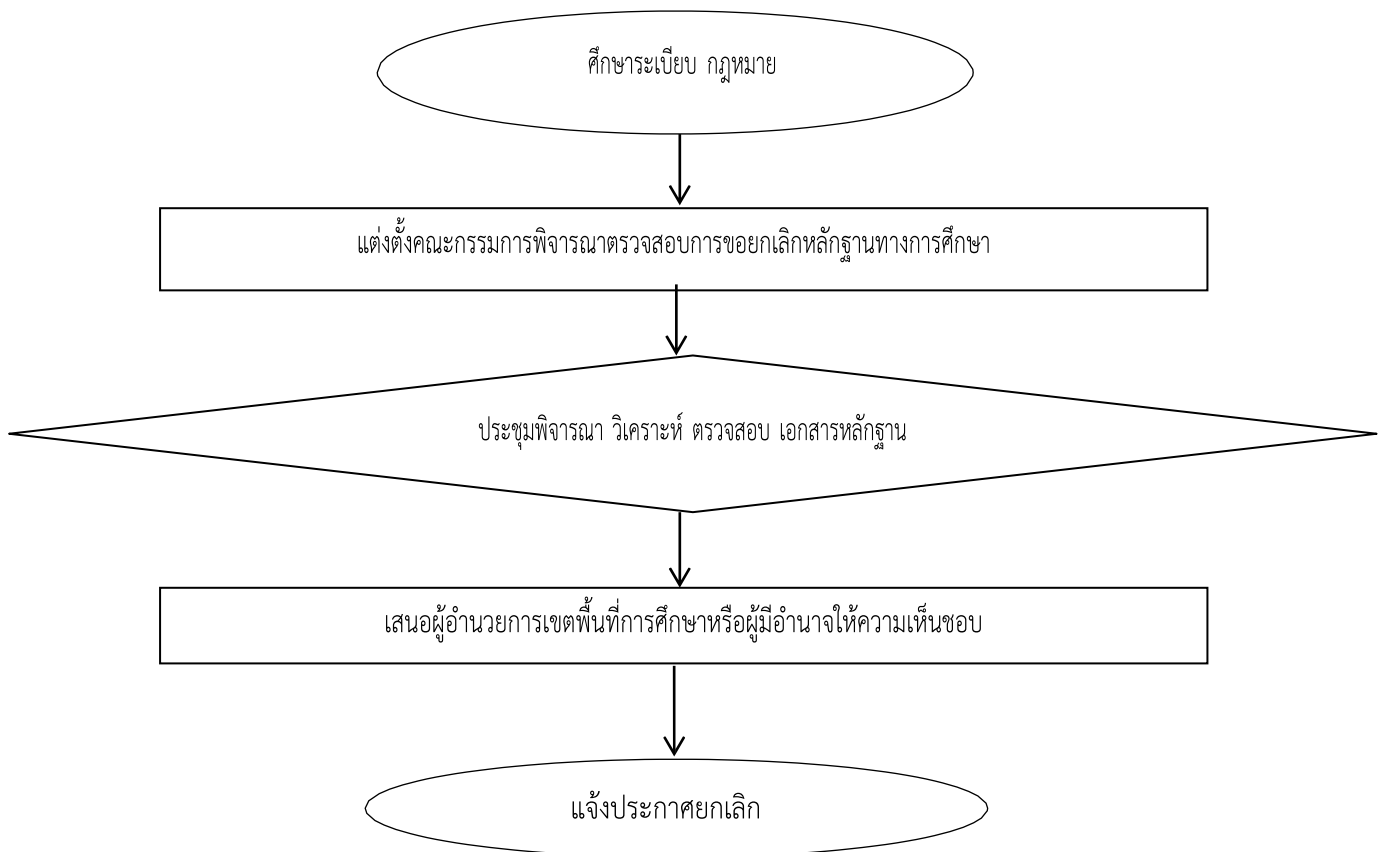 ศึกษาระเบียบ กฎหมาย
แต่งตั้งคณะกรรมการพิจารณาตรวจสอบการขอยกเลิกหลักฐานทางการศึกษา
ประชุมพิจารณา วิเคราะห์ ตรวจสอบ เอกสารหลักฐาน
เสนอผู้อำนวยการเขตพื้นที่การศึกษาหรือผู้มีอำนาจให้ความเห็นชอบ
แจ้งประกาศยกเลิก